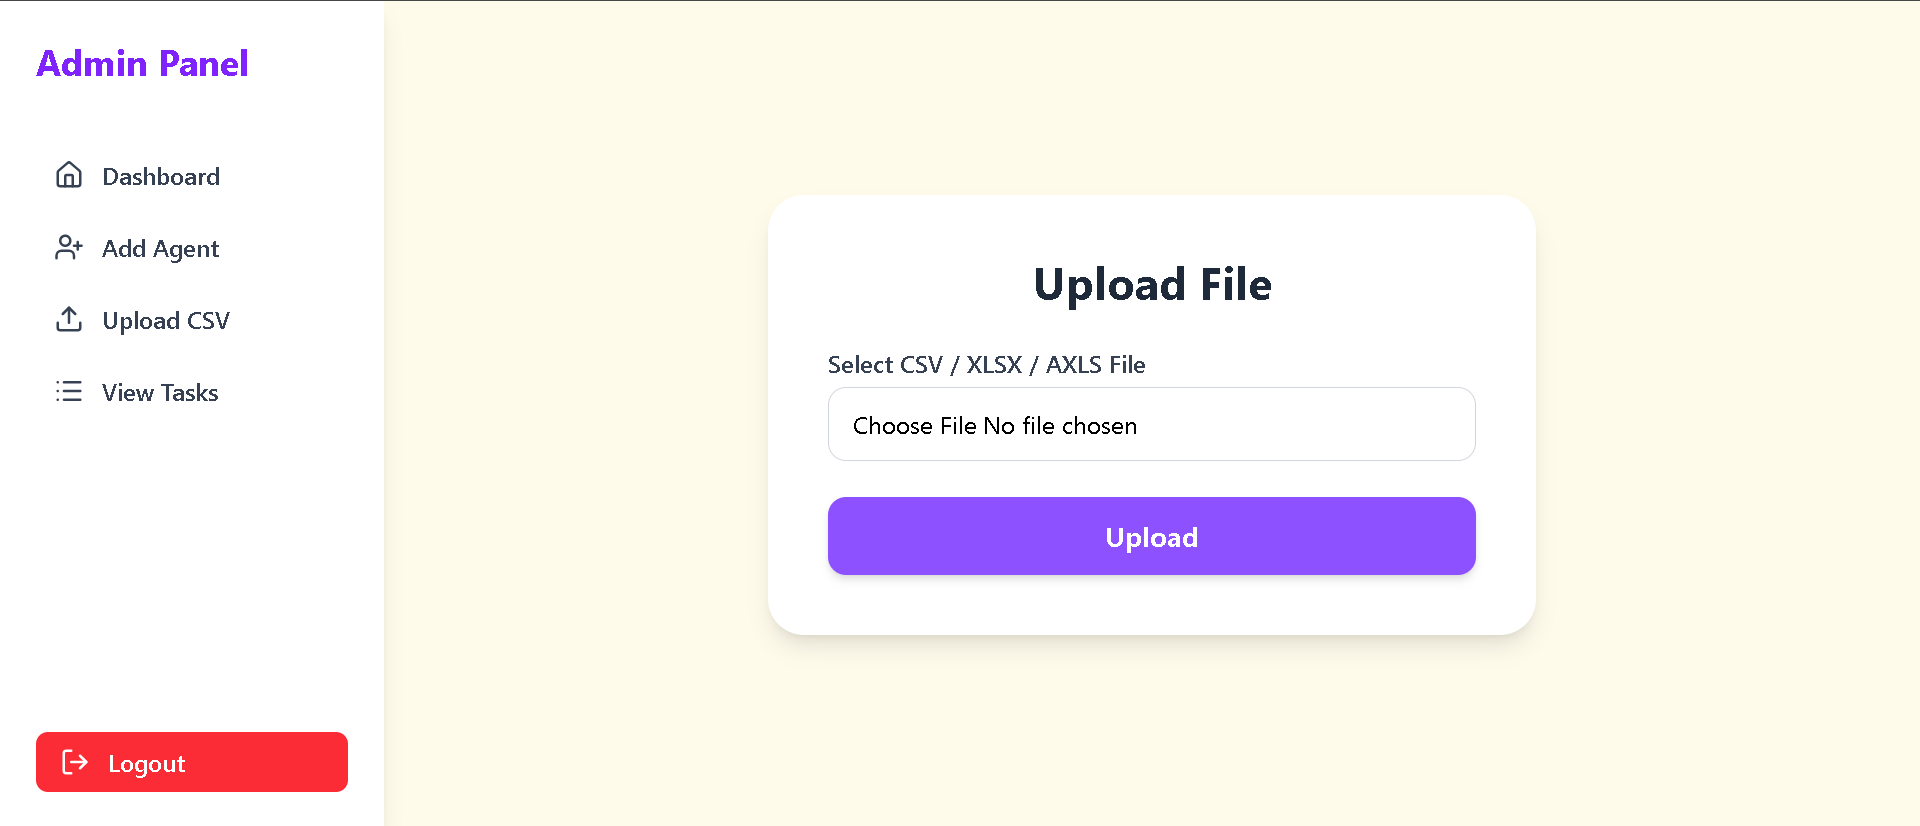 Admin Panel
Dashboard
Add Agent
Upload CSV
View Tasks
Logout
Upload File
Select CSV / XLSX / AXLS File
Choose File No file chosen
Upload